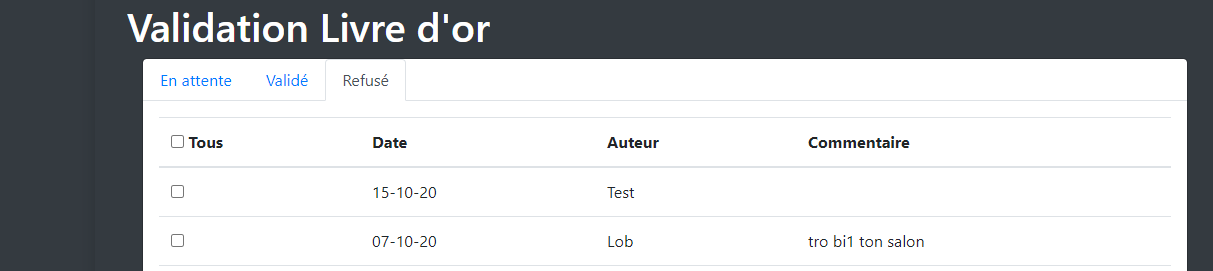 Validation Livre d'or
En attente Validé Refusé
Tous Date Auteur Commentaire
15-10-20 Test
07-10-20 Lob tro bi1 ton salon